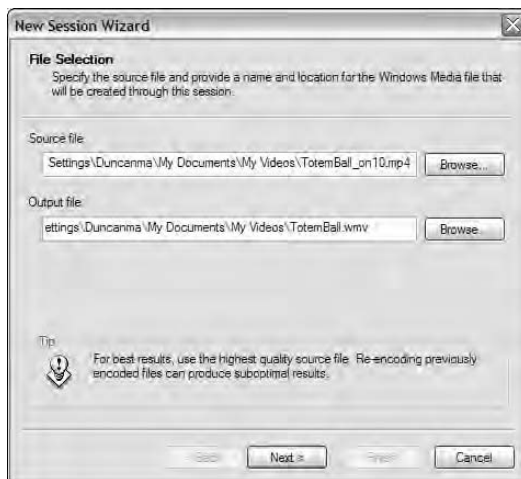 New Session Wizard
File Selection
Specify the source file and provide a name and location for the Windows Media file that
will be created through this session.
Source file:
Settings\Duncanma\My Documents\My Videos\TotemBall_on10.mp4
Browse...
Output file:
ettings\Duncanma\My Documents\My Videos\TotemBall.wmv
Browse...
Tip
For best results, use the highest quality source file. Re-encoding previously
encoded files can produce suboptimal results.
< Back
Next >
Finish
Cancel